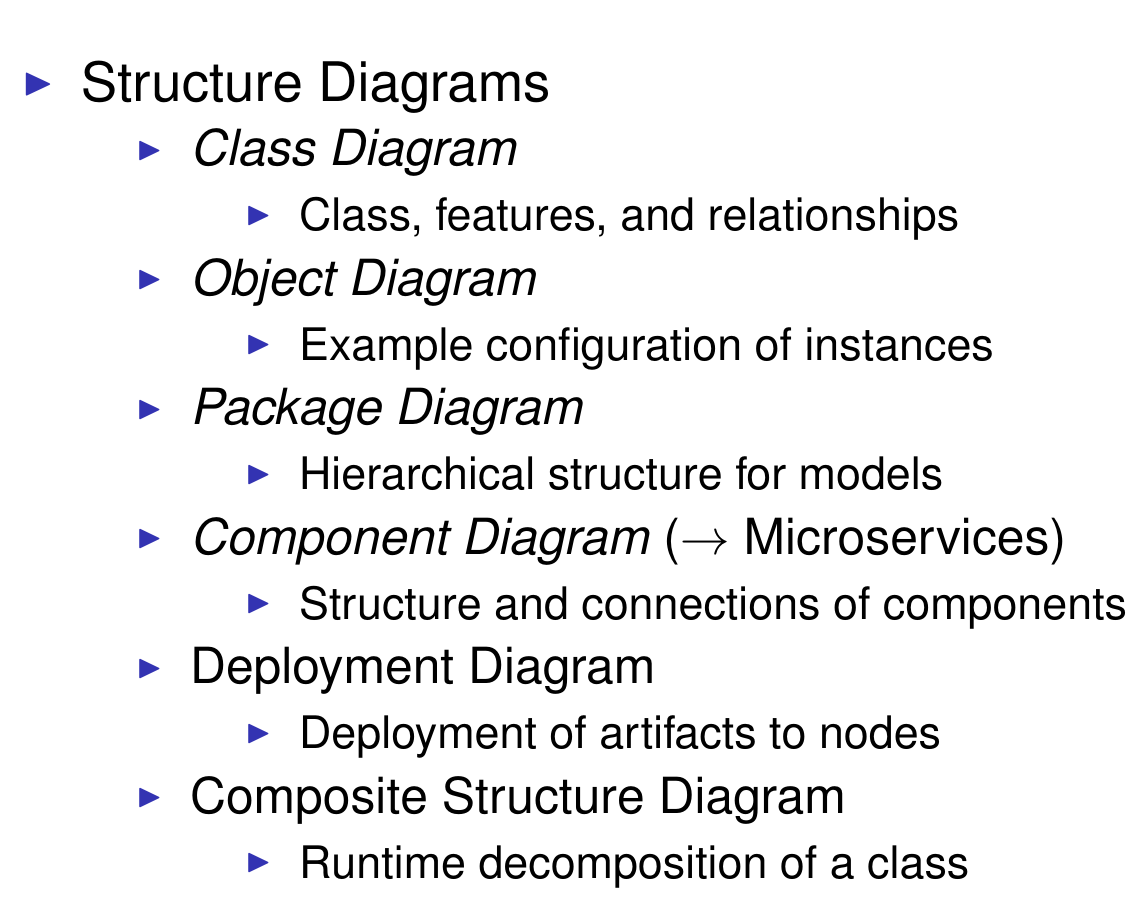 Structure Diagrams
Class Diagram
Class, features, and relationships
Object Diagram
Example configuration of instances
Package Diagram
Hierarchical structure for models
Component Diagram (→ Microservices)
Structure and connections of components
Deployment Diagram
Deployment of artifacts to nodes
Composite Structure Diagram
Runtime decomposition of a class